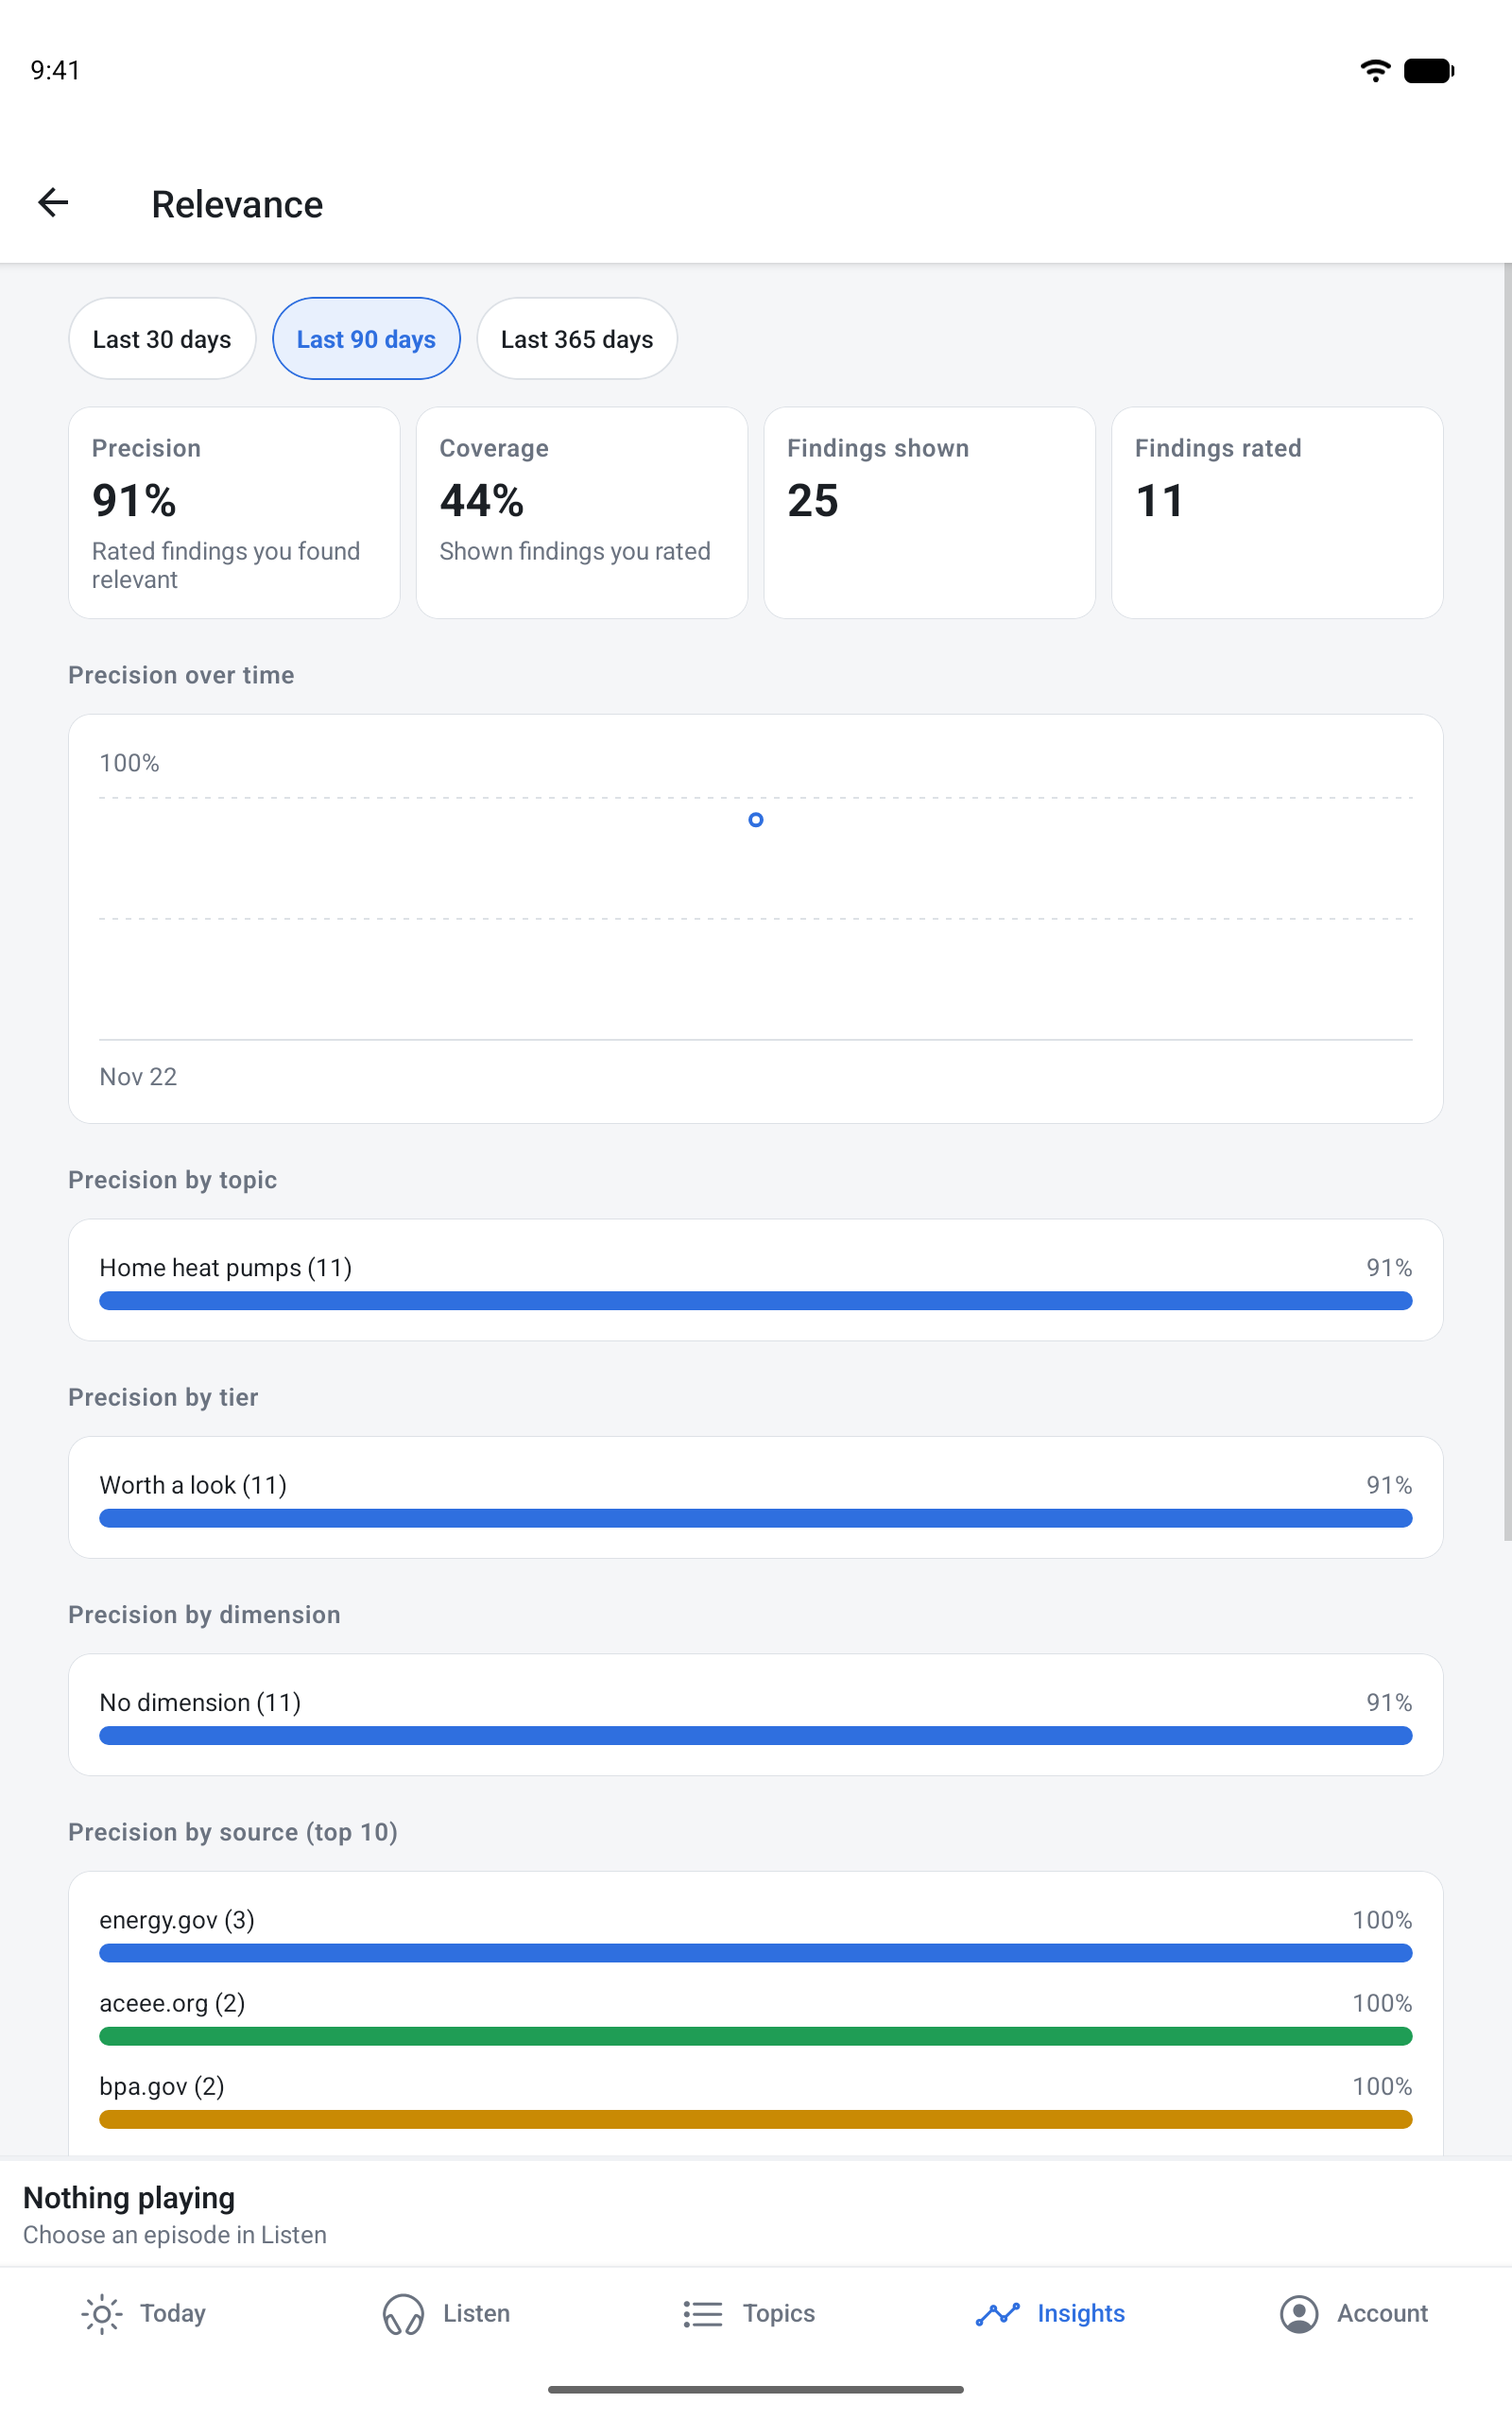 9:41
Relevance
Last 30 days
Last 90 days
Last 365 days
Precision
91%
Rated findings you found
relevant
Coverage
44%
Shown findings you rated
Findings shown
25
Findings rated
11
Precision over time
100%
Nov 22
Precision by topic
Home heat pumps (11)
91%
Precision by tier
Worth a look (11)
91%
Precision by dimension
No dimension (11)
91%
Precision by source (top 10)
energy.gov (3)
100%
aceee.org (2)
100%
bpa.gov (2)
100%
Nothing playing
Choose an episode in Listen
Today
Listen
Topics
Insights
Account